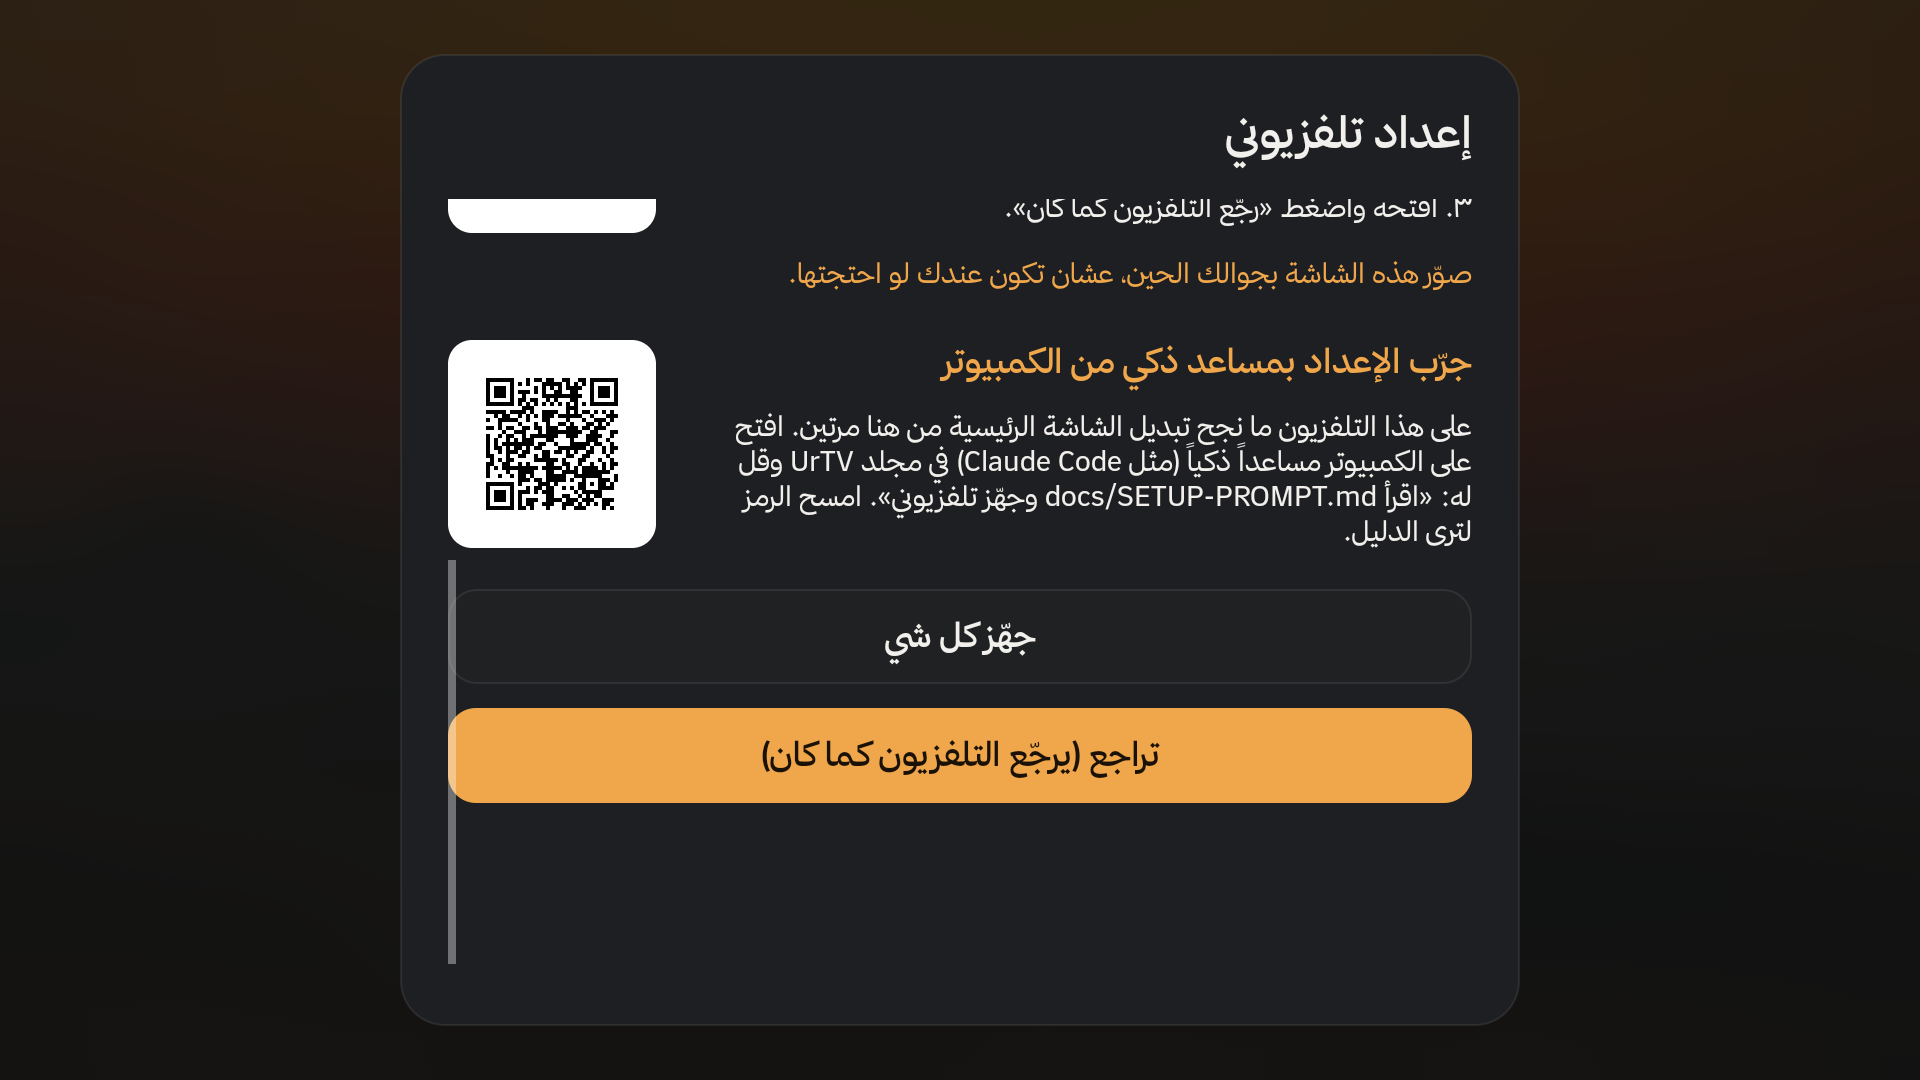 إعداد تلفزيوني
٣. افتحه واضغط «رجّع التلفزيون كما كان».
صوّر هذه الشاشة بجوالك الحين، عشان تكون عندك لو احتجتها.
جرّب الإعداد بمساعد ذكي من الكمبيوتر
على هذا التلفزيون ما نجح تبديل الشاشة الرئيسية من هنا مرتين. افتح
على الكمبيوتر مساعداً ذكياً (مثل Claude Code) في مجلد UrTV وقل
له: «اقرأ docs/SETUP-PROMPT.md وجهّز تلفزيوني». امسح الرمز
لترى الدليل.
جهّز كل شي
تراجع (يرجّع التلفزيون كما كان)